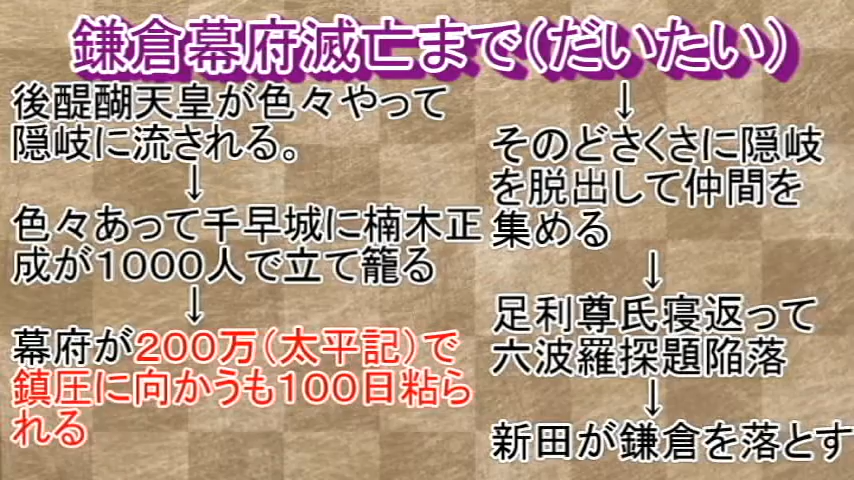 鎌倉幕府滅亡まで(だいたい)
後醍醐天皇が色々やって
隠岐に流される。
↓
色々あって千早城に楠木正
成が1000人で立て籠る
↓
幕府が200万(太平記)で
鎮圧に向かうも100日粘ら
れる
↓
そのどさくさに隠岐
を脱出して仲間を
集める
↓
足利尊氏寝返って
六波羅探題陥落
↓
新田が鎌倉を落とす